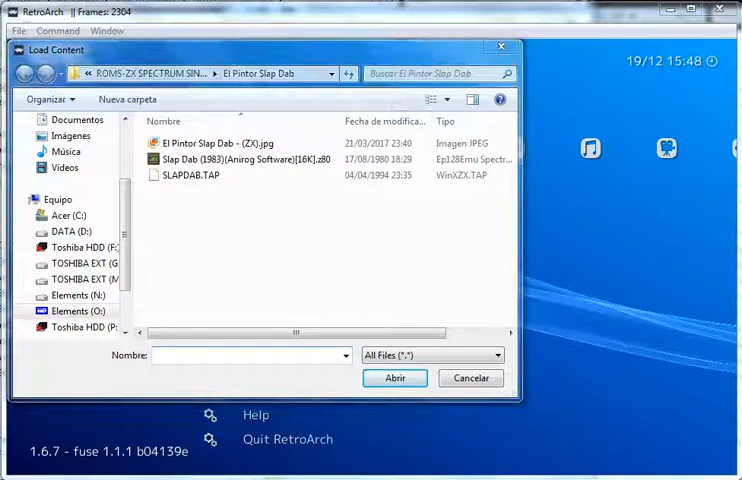 RetroArch || Frames: 2304
File Command Window
Load Content
19/12 15:48
« ROMS-ZX SPECTRUM SIN... ▸ El Pintor Slap Dab
Buscar El Pintor Slap Dab
Organizar Nueva carpeta
Nombre Fecha de modifica... Tipo
Documentos
Imágenes
Música
Vídeos
Equipo
Acer (C:)
DATA (D:)
Toshiba HDD (F:)
TOSHIBA EXT (G
TOSHIBA EXT (M
Elements (N:)
Elements (O:)
Toshiba HDD (P:
El Pintor Slap Dab - (ZX).jpg 21/03/2017 23:40 Imagen JPEG
Slap Dab (1983)(Anirog Software)[16K].z80 17/08/1980 18:29 Ep128Emu Spectr...
SLAPDAB.TAP 04/04/1994 23:35 WinXZX.TAP
Nombre: All Files (*.*)
Abrir Cancelar
Help
Quit RetroArch
1.6.7 - fuse 1.1.1 b04139e